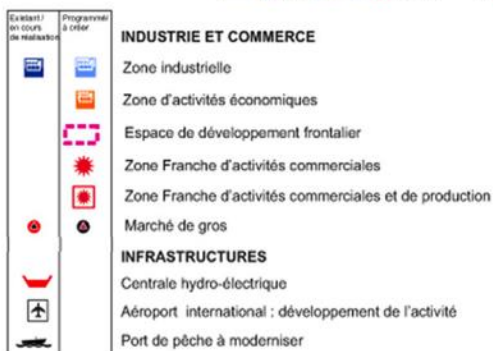 Existant / Programmé/
en cours à créer
de réalisation
INDUSTRIE ET COMMERCE
Zone industrielle
Zone d'activités économiques
Espace de développement frontalier
Zone Franche d'activités commerciales
Zone Franche d'activités commerciales et de production
Marché de gros
INFRASTRUCTURES
Centrale hydro-électrique
Aéroport international : développement de l'activité
Port de pêche à moderniser